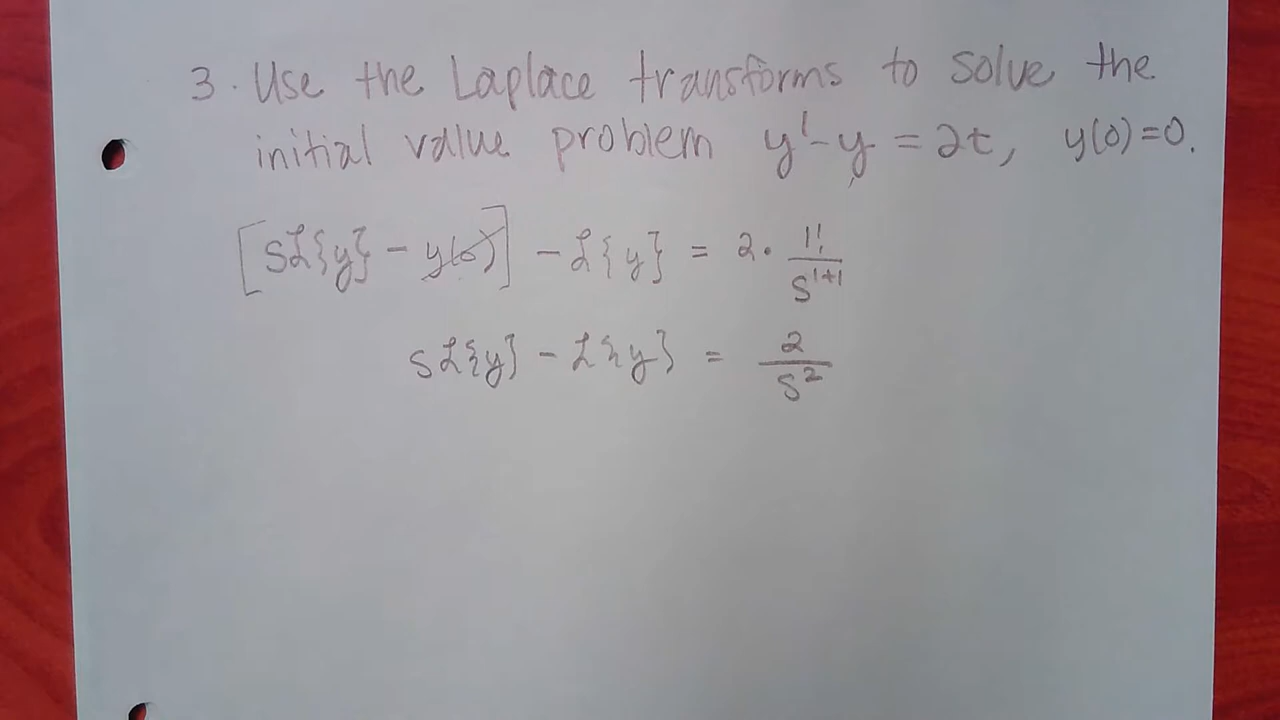 3. Use the Laplace transforms to solve the
initial value problem y' - y = 2t, y(0)=0.
[sℒ{y} - y(0)] - ℒ{y} = 2 · 1!/s^(1+1)
sℒ{y} - ℒ{y} = 2/s^2